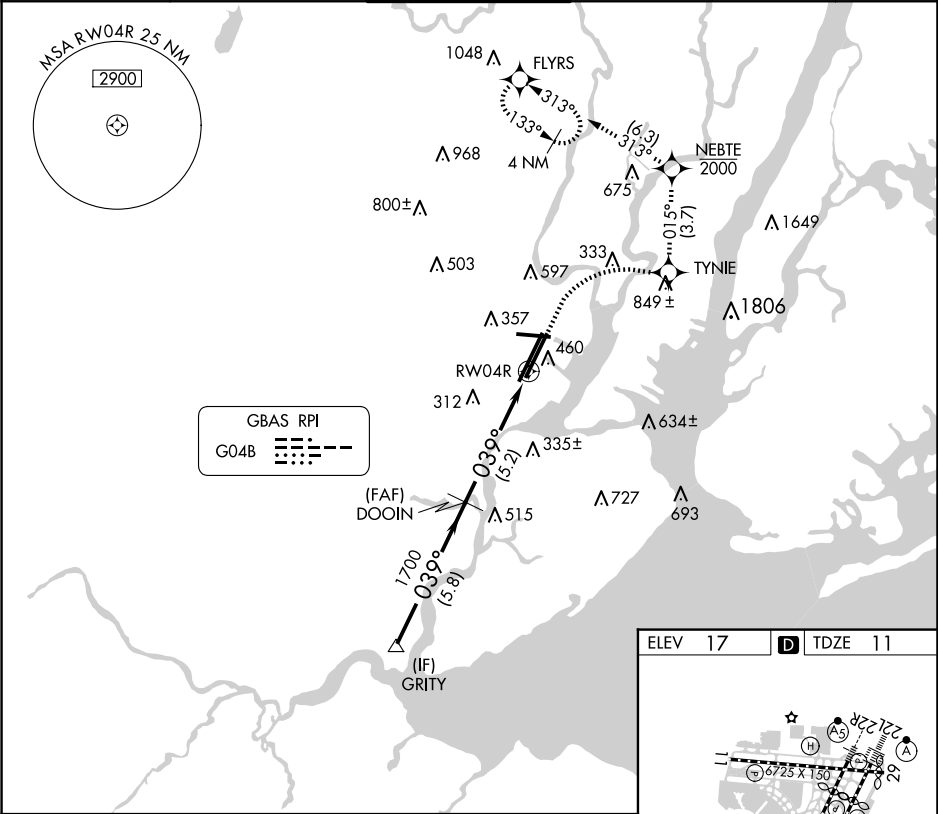 MSA RW04R 25 NM
2900
1048
FLYRS
313°
133°
4 NM
(6.3)
313°
NEBTE
2000
968
675
800±
015°
(3.7)
1649
503
597
333
TYNIE
849±
1806
357
460
RW04R
312
GBAS RPI
G04B
634±
039°
(5.2)
335±
(FAF)
DOOIN
515
727
693
1700
039°
(5.8)
(IF)
GRITY
ELEV 17
D
TDZE 11
22R
22L
A5
A
H
11
P
6725 X 150
P
29
P